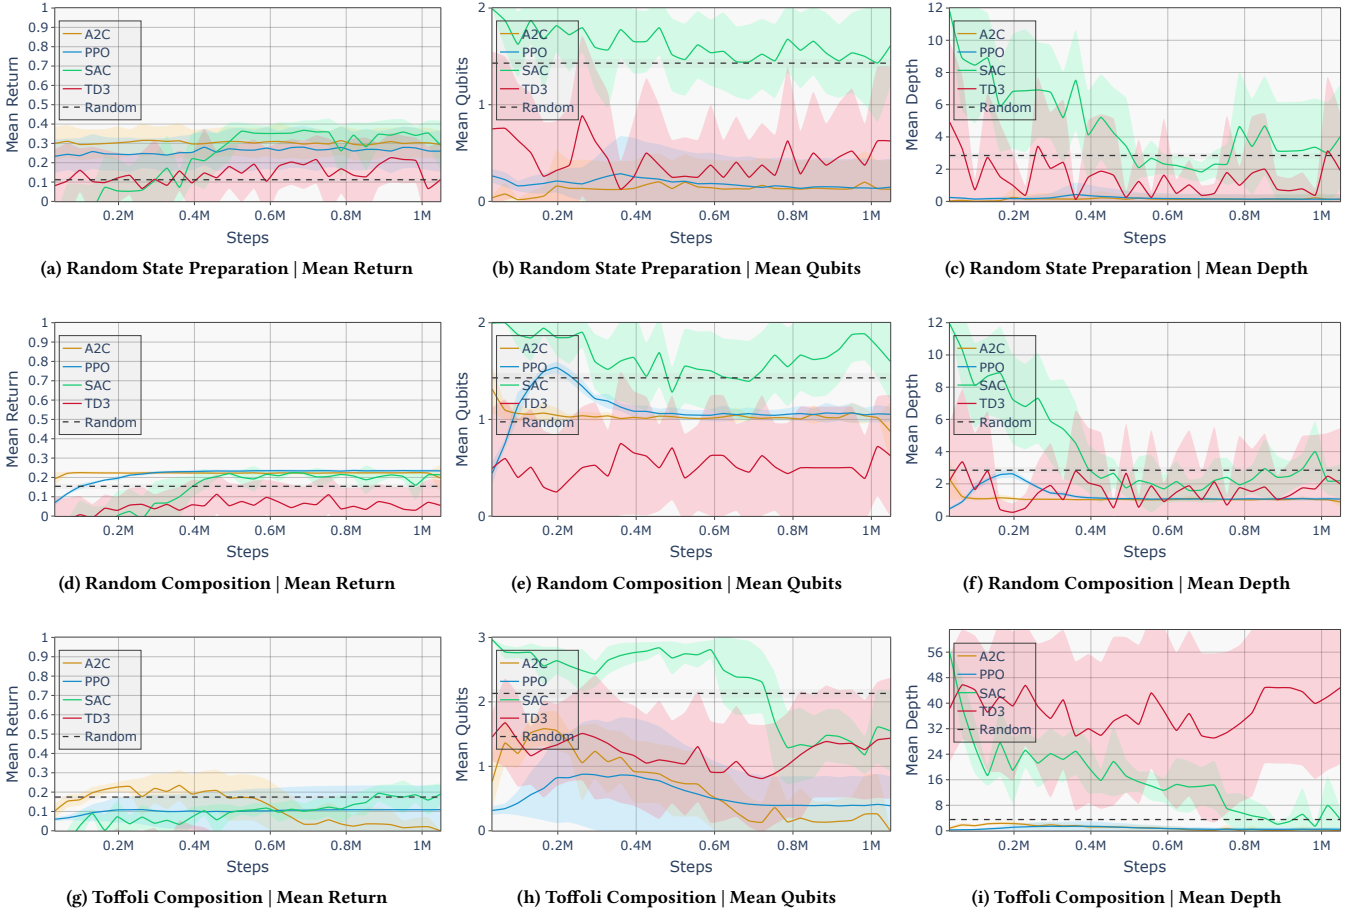 Mean Return
1
0.9
0.8
0.7
0.6
0.5
0.4
0.3
0.2
0.1
0
A2C
PPO
SAC
TD3
Random
0.2M 0.4M 0.6M 0.8M 1M
Steps
(a) Random State Preparation | Mean Return
Mean Qubits
2
1
0
A2C
PPO
SAC
TD3
Random
0.2M 0.4M 0.6M 0.8M 1M
Steps
(b) Random State Preparation | Mean Qubits
Mean Depth
12
10
8
6
4
2
0
A2C
PPO
SAC
TD3
Random
0.2M 0.4M 0.6M 0.8M 1M
Steps
(c) Random State Preparation | Mean Depth
Mean Return
1
0.9
0.8
0.7
0.6
0.5
0.4
0.3
0.2
0.1
0
A2C
PPO
SAC
TD3
Random
0.2M 0.4M 0.6M 0.8M 1M
Steps
(d) Random Composition | Mean Return
Mean Qubits
2
1
0
A2C
PPO
SAC
TD3
Random
0.2M 0.4M 0.6M 0.8M 1M
Steps
(e) Random Composition | Mean Qubits
Mean Depth
12
10
8
6
4
2
0
A2C
PPO
SAC
TD3
Random
0.2M 0.4M 0.6M 0.8M 1M
Steps
(f) Random Composition | Mean Depth
Mean Return
1
0.9
0.8
0.7
0.6
0.5
0.4
0.3
0.2
0.1
0
A2C
PPO
SAC
TD3
Random
0.2M 0.4M 0.6M 0.8M 1M
Steps
(g) Toffoli Composition | Mean Return
Mean Qubits
3
2
1
0
A2C
PPO
SAC
TD3
Random
0.2M 0.4M 0.6M 0.8M 1M
Steps
(h) Toffoli Composition | Mean Qubits
Mean Depth
56
48
40
32
24
16
8
0
A2C
PPO
SAC
TD3
Random
0.2M 0.4M 0.6M 0.8M 1M
Steps
(i) Toffoli Composition | Mean Depth